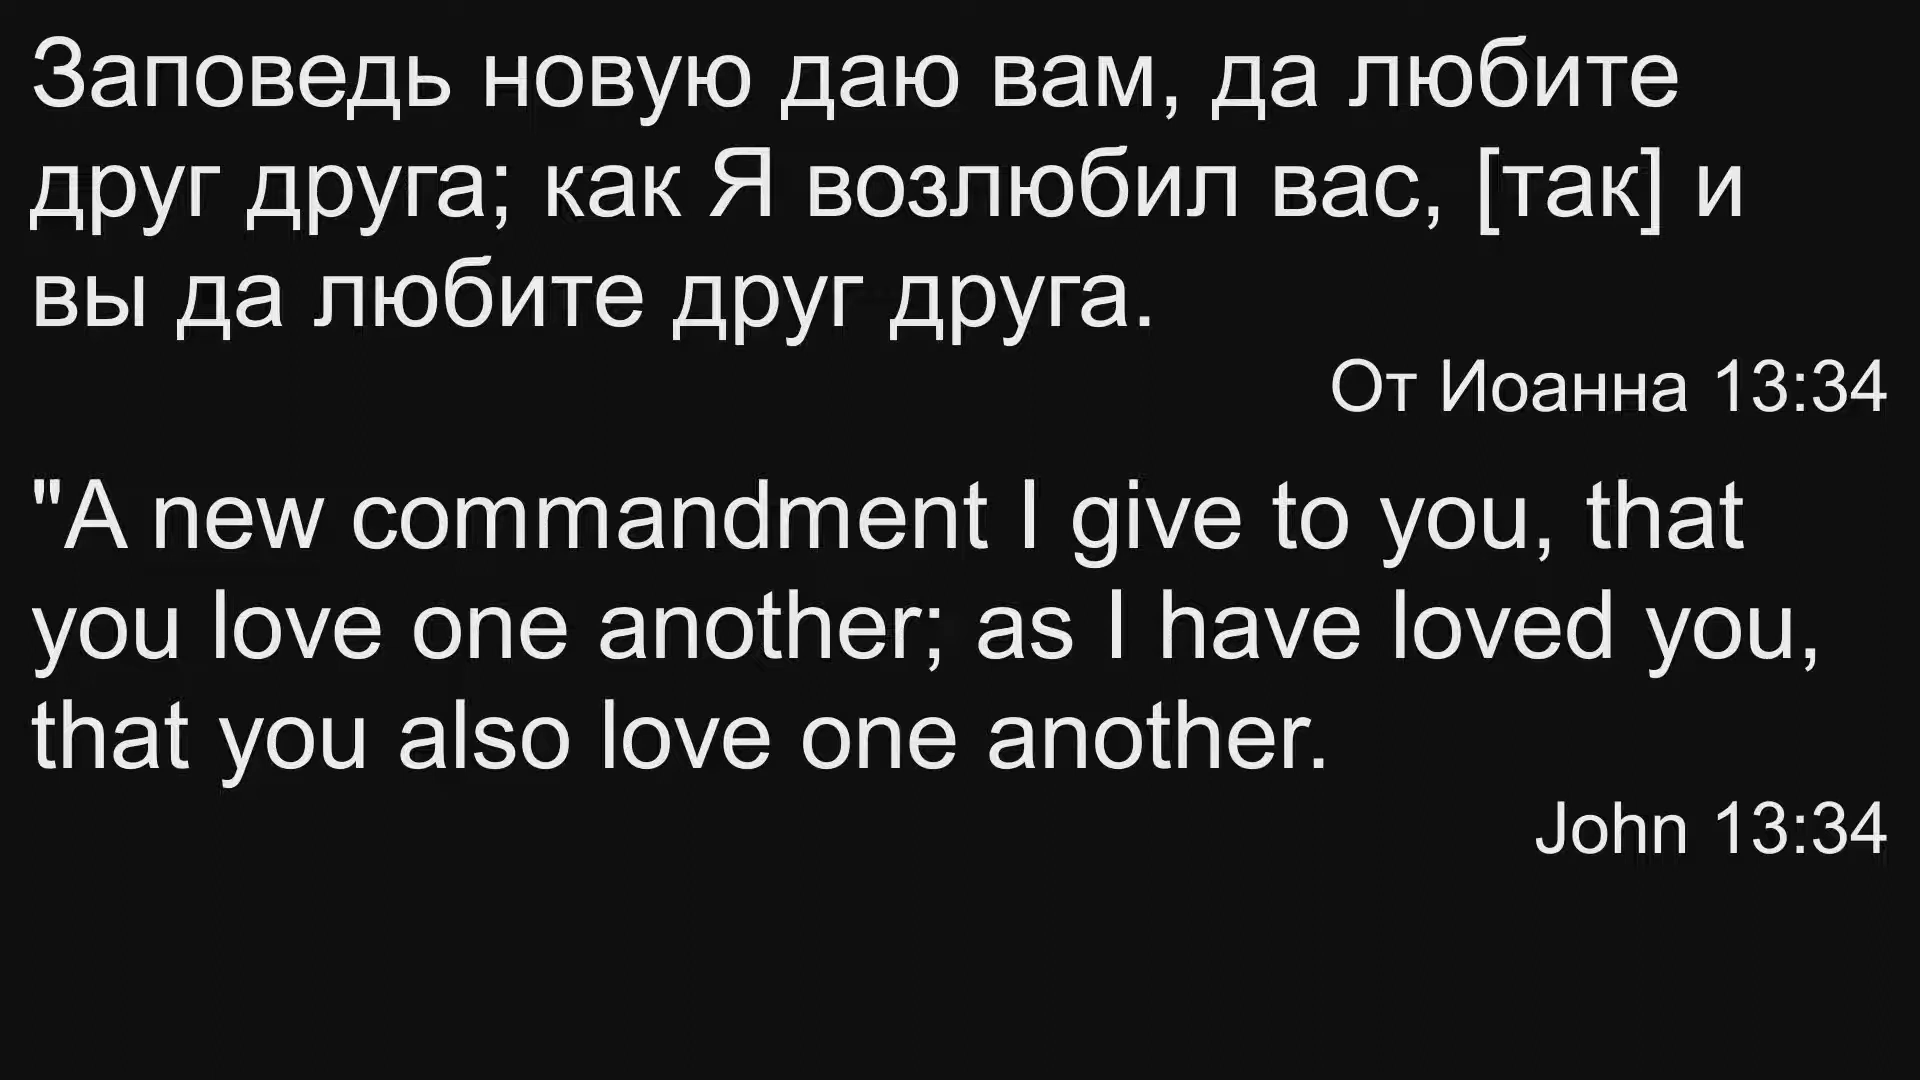 Заповедь новую даю вам, да любите
друг друга; как Я возлюбил вас, [так] и
вы да любите друг друга.
От Иоанна 13:34
"A new commandment I give to you, that
you love one another; as I have loved you,
that you also love one another.
John 13:34